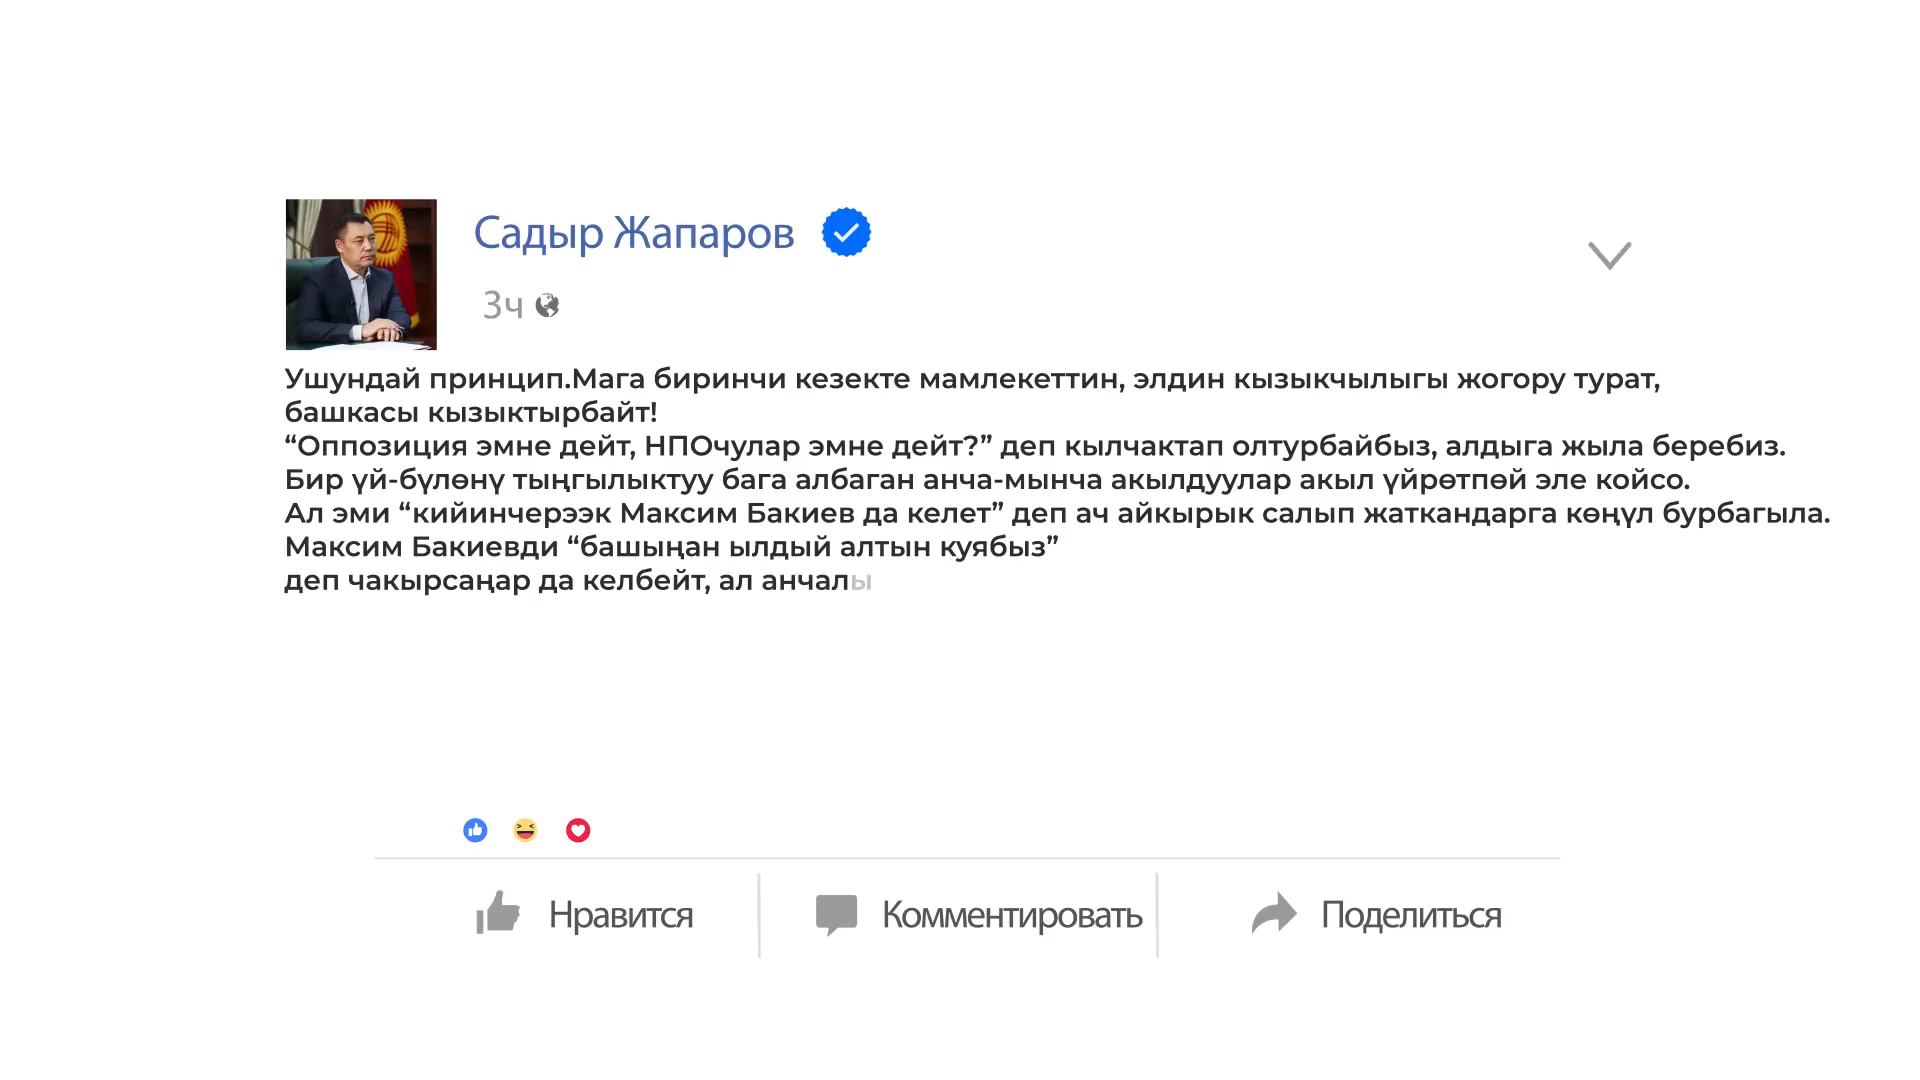 Садыр Жапаров
3ч
Ушундай принцип.Мага биринчи кезекте мамлекеттин, элдин кызыкчылыгы жогору турат,
башкасы кызыктырбайт!
“Оппозиция эмне дейт, НПОчулар эмне дейт?” деп кылчактап олтурбайбыз, алдыга жыла беребиз.
Бир үй-бүлөнү тыңгылыктуу бага албаган анча-мынча акылдуулар акыл үйрөтпөй эле койсо.
Ал эми “кийинчерээк Максим Бакиев да келет” деп ач айкырык салып жаткандарга көңүл бурбагыла.
Максим Бакиевди “башыңан ылдый алтын куябыз”
деп чакырсаңар да келбейт, ал анчалы
Нравится
Комментировать
Поделиться